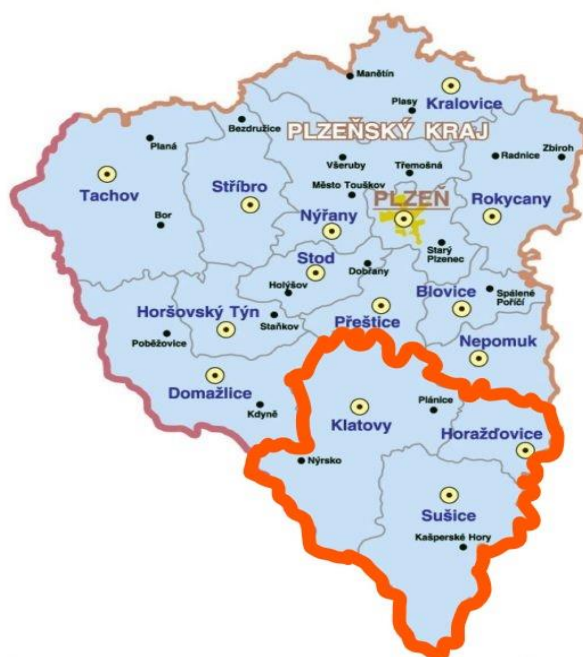 Manětín
Plasy
Kralovice
Bezdružice
PLZEŇSKÝ KRAJ
Planá
Zbiroh
Všeruby
Třemošná
Radnice
Tachov
Stříbro
Město Touškov
PLZEŇ
Rokycany
Bor
Nýřany
Starý
Plzenec
Stod
Dobřany
Holýšov
Blovice
Spálené
Poříčí
Horšovský Týn
Staňkov
Přeštice
Poběžovice
Nepomuk
Domažlice
Kdyně
Plánice
Klatovy
Horažďovice
Nýrsko
Sušice
Kašperské Hory